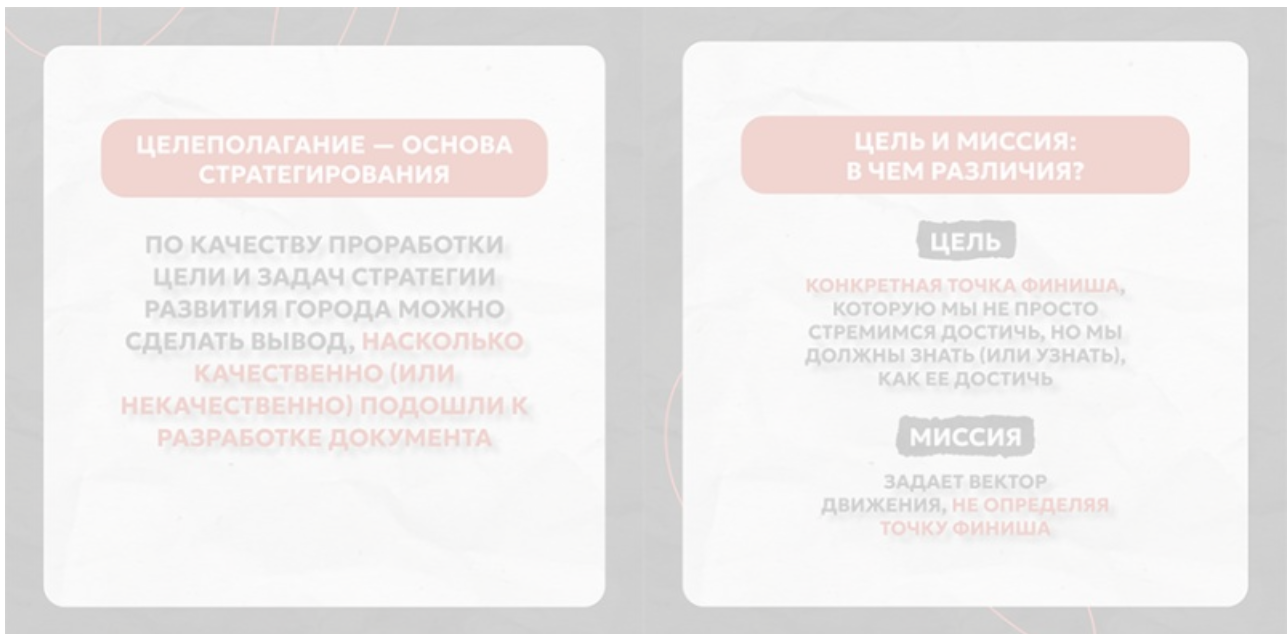 ЦЕЛЕПОЛАГАНИЕ — ОСНОВА
СТРАТЕГИРОВАНИЯ
ПО КАЧЕСТВУ ПРОРАБОТКИ
ЦЕЛИ И ЗАДАЧ СТРАТЕГИИ
РАЗВИТИЯ ГОРОДА МОЖНО
СДЕЛАТЬ ВЫВОД, НАСКОЛЬКО
КАЧЕСТВЕННО (ИЛИ
НЕКАЧЕСТВЕННО) ПОДОШЛИ К
РАЗРАБОТКЕ ДОКУМЕНТА
ЦЕЛЬ И МИССИЯ:
В ЧЕМ РАЗЛИЧИЯ?
ЦЕЛЬ
КОНКРЕТНАЯ ТОЧКА ФИНИША,
КОТОРУЮ МЫ НЕ ПРОСТО
СТРЕМИМСЯ ДОСТИЧЬ, НО МЫ
ДОЛЖНЫ ЗНАТЬ (ИЛИ УЗНАТЬ),
КАК ЕЕ ДОСТИЧЬ
МИССИЯ
ЗАДАЕТ ВЕКТОР
ДВИЖЕНИЯ, НЕ ОПРЕДЕЛЯЯ
ТОЧКУ ФИНИША